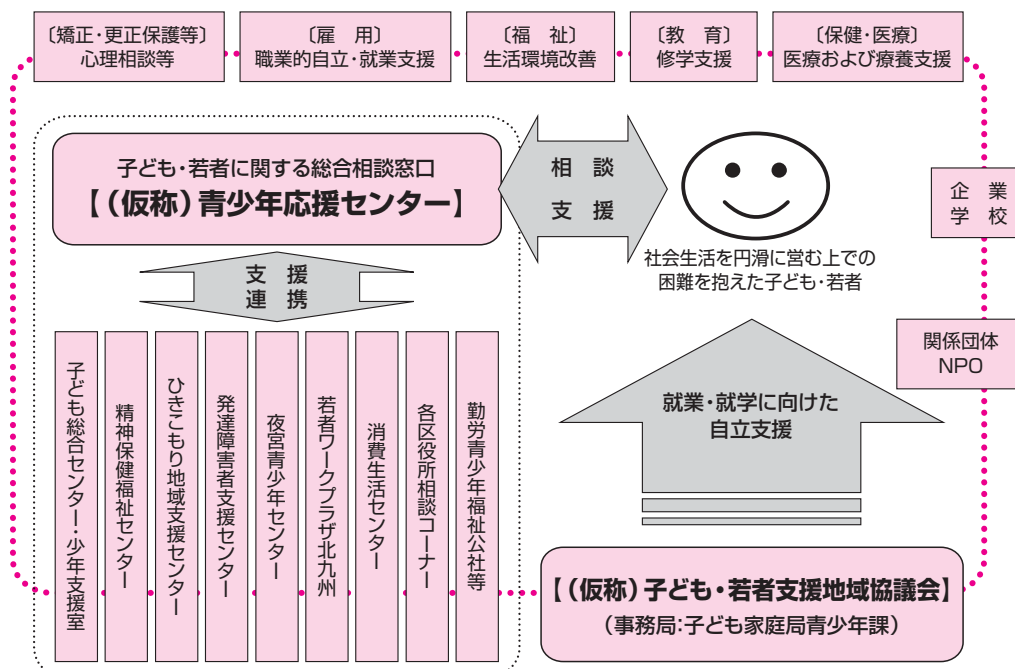 〔矯正・更正保護等〕
心理相談等
〔雇　用〕
職業的自立・就業支援
〔福　祉〕
生活環境改善
〔教　育〕
修学支援
〔保健・医療〕
医療および療養支援
子ども・若者に関する総合相談窓口
【（仮称）青少年応援センター】
相　談
支　援
社会生活を円滑に営む上での
困難を抱えた子ども・若者
企　業
学　校
支　援
連　携
関係団体
NPO
子ども総合センター・少年支援室
精神保健福祉センター
ひきこもり地域支援センター
発達障害者支援センター
夜宮青少年センター
若者ワークプラザ北九州
消費生活センター
各区役所相談コーナー
勤労青少年福祉公社等
就業・就学に向けた
自立支援
【（仮称）子ども・若者支援地域協議会】
（事務局：子ども家庭局青少年課）